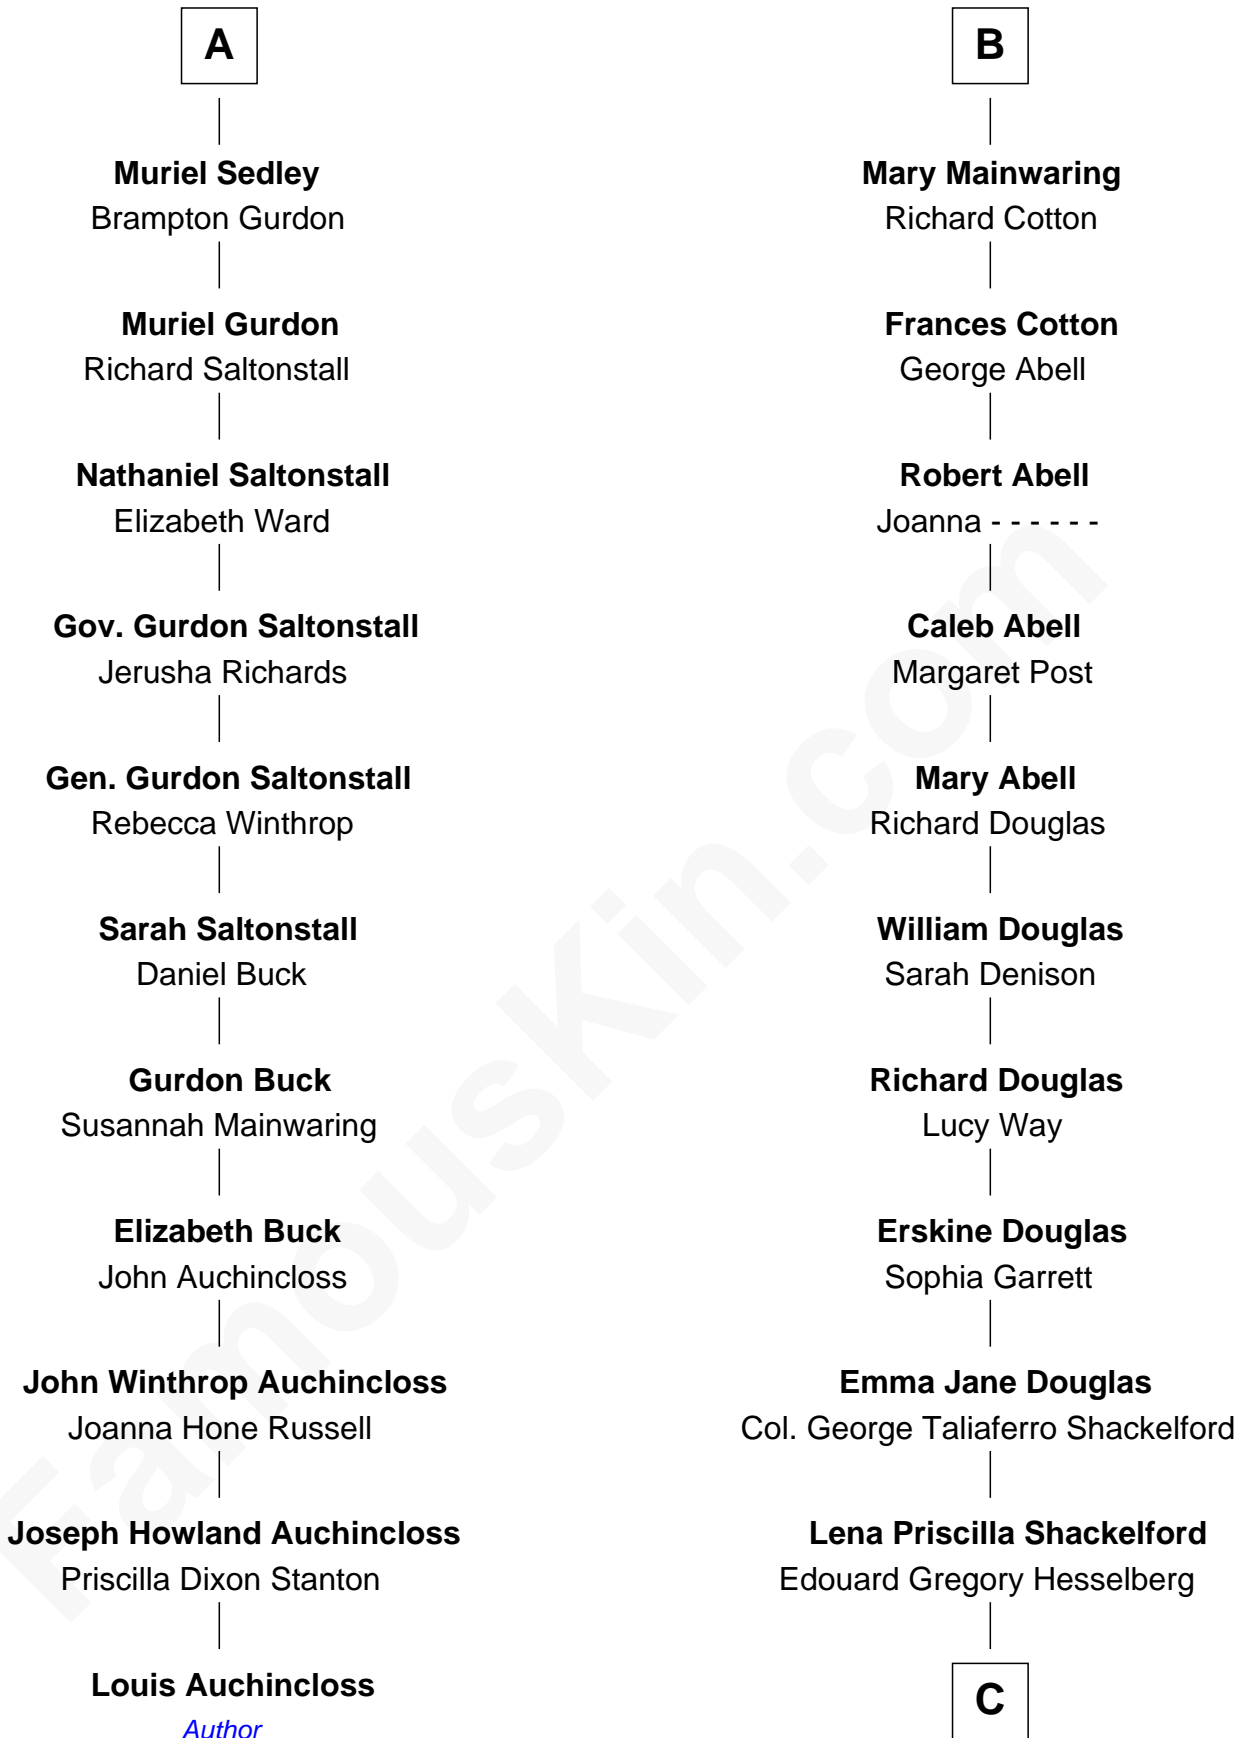 A
Muriel Sedley
Brampton Gurdon
Muriel Gurdon
Richard Saltonstall
Nathaniel Saltonstall
Elizabeth Ward
Gov. Gurdon Saltonstall
Jerusha Richards
Gen. Gurdon Saltonstall
Rebecca Winthrop
Sarah Saltonstall
Daniel Buck
Gurdon Buck
Susannah Mainwaring
Elizabeth Buck
John Auchincloss
John Winthrop Auchincloss
Joanna Hone Russell
Joseph Howland Auchincloss
Priscilla Dixon Stanton
Louis Auchincloss
Author
B
Mary Mainwaring
Richard Cotton
Frances Cotton
George Abell
Robert Abell
Joanna - - - - - -
Caleb Abell
Margaret Post
Mary Abell
Richard Douglas
William Douglas
Sarah Denison
Richard Douglas
Lucy Way
Erskine Douglas
Sophia Garrett
Emma Jane Douglas
Col. George Taliaferro Shackelford
Lena Priscilla Shackelford
Edouard Gregory Hesselberg
C
FamousKin.com